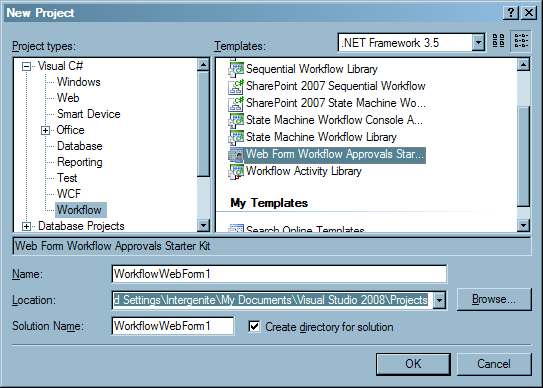 New Project
Project types:
Templates:
.NET Framework 3.5
Visual C#
Windows
Web
Smart Device
Office
Database
Reporting
Test
WCF
Workflow
Database Projects
Sequential Workflow Library
SharePoint 2007 Sequential Workflow
SharePoint 2007 State Machine Wo...
State Machine Workflow Console A...
State Machine Workflow Library
Web Form Workflow Approvals Star...
Workflow Activity Library
My Templates
Search Online Templates
Web Form Workflow Approvals Starter Kit
Name: WorkflowWebForm1
Location: d Settings\Intergenite\My Documents\Visual Studio 2008\Projects Browse...
Solution Name: WorkflowWebForm1 Create directory for solution
OK Cancel